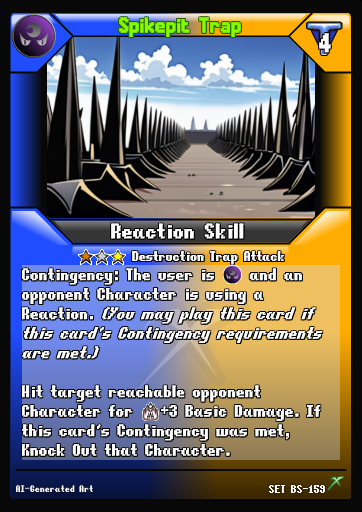 Spikepit Trap
4
Reaction Skill
Destruction Trap Attack
Contingency: The user is and an
opponent Character is using a
Reaction. (You may play this card if
this card's Contingency requirements
are met.)
Hit target reachable opponent
Character for +3 Basic Damage. If
this card's Contingency was met,
Knock Out that Character.
AI-Generated Art
SET BS-159